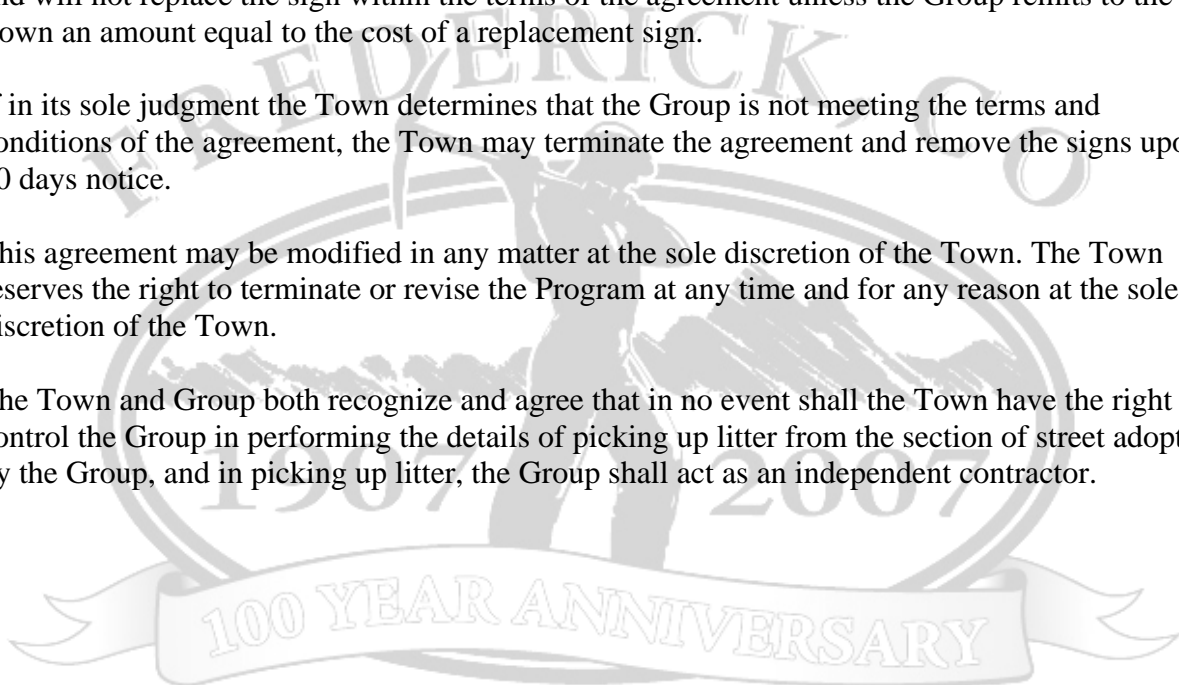 nd will not replace the sign within the terms of the agreement unless the Group remits to the
own an amount equal to the cost of a replacement sign.
f in its sole judgment the Town determines that the Group is not meeting the terms and
onditions of the agreement, the Town may terminate the agreement and remove the signs upo
0 days notice.
his agreement may be modified in any matter at the sole discretion of the Town. The Town
eserves the right to terminate or revise the Program at any time and for any reason at the sole
iscretion of the Town.
he Town and Group both recognize and agree that in no event shall the Town have the right
ontrol the Group in performing the details of picking up litter from the section of street adopt
y the Group, and in picking up litter, the Group shall act as an independent contractor.
FREDERICK, CO
1907 2007
100 YEAR ANNIVERSARY